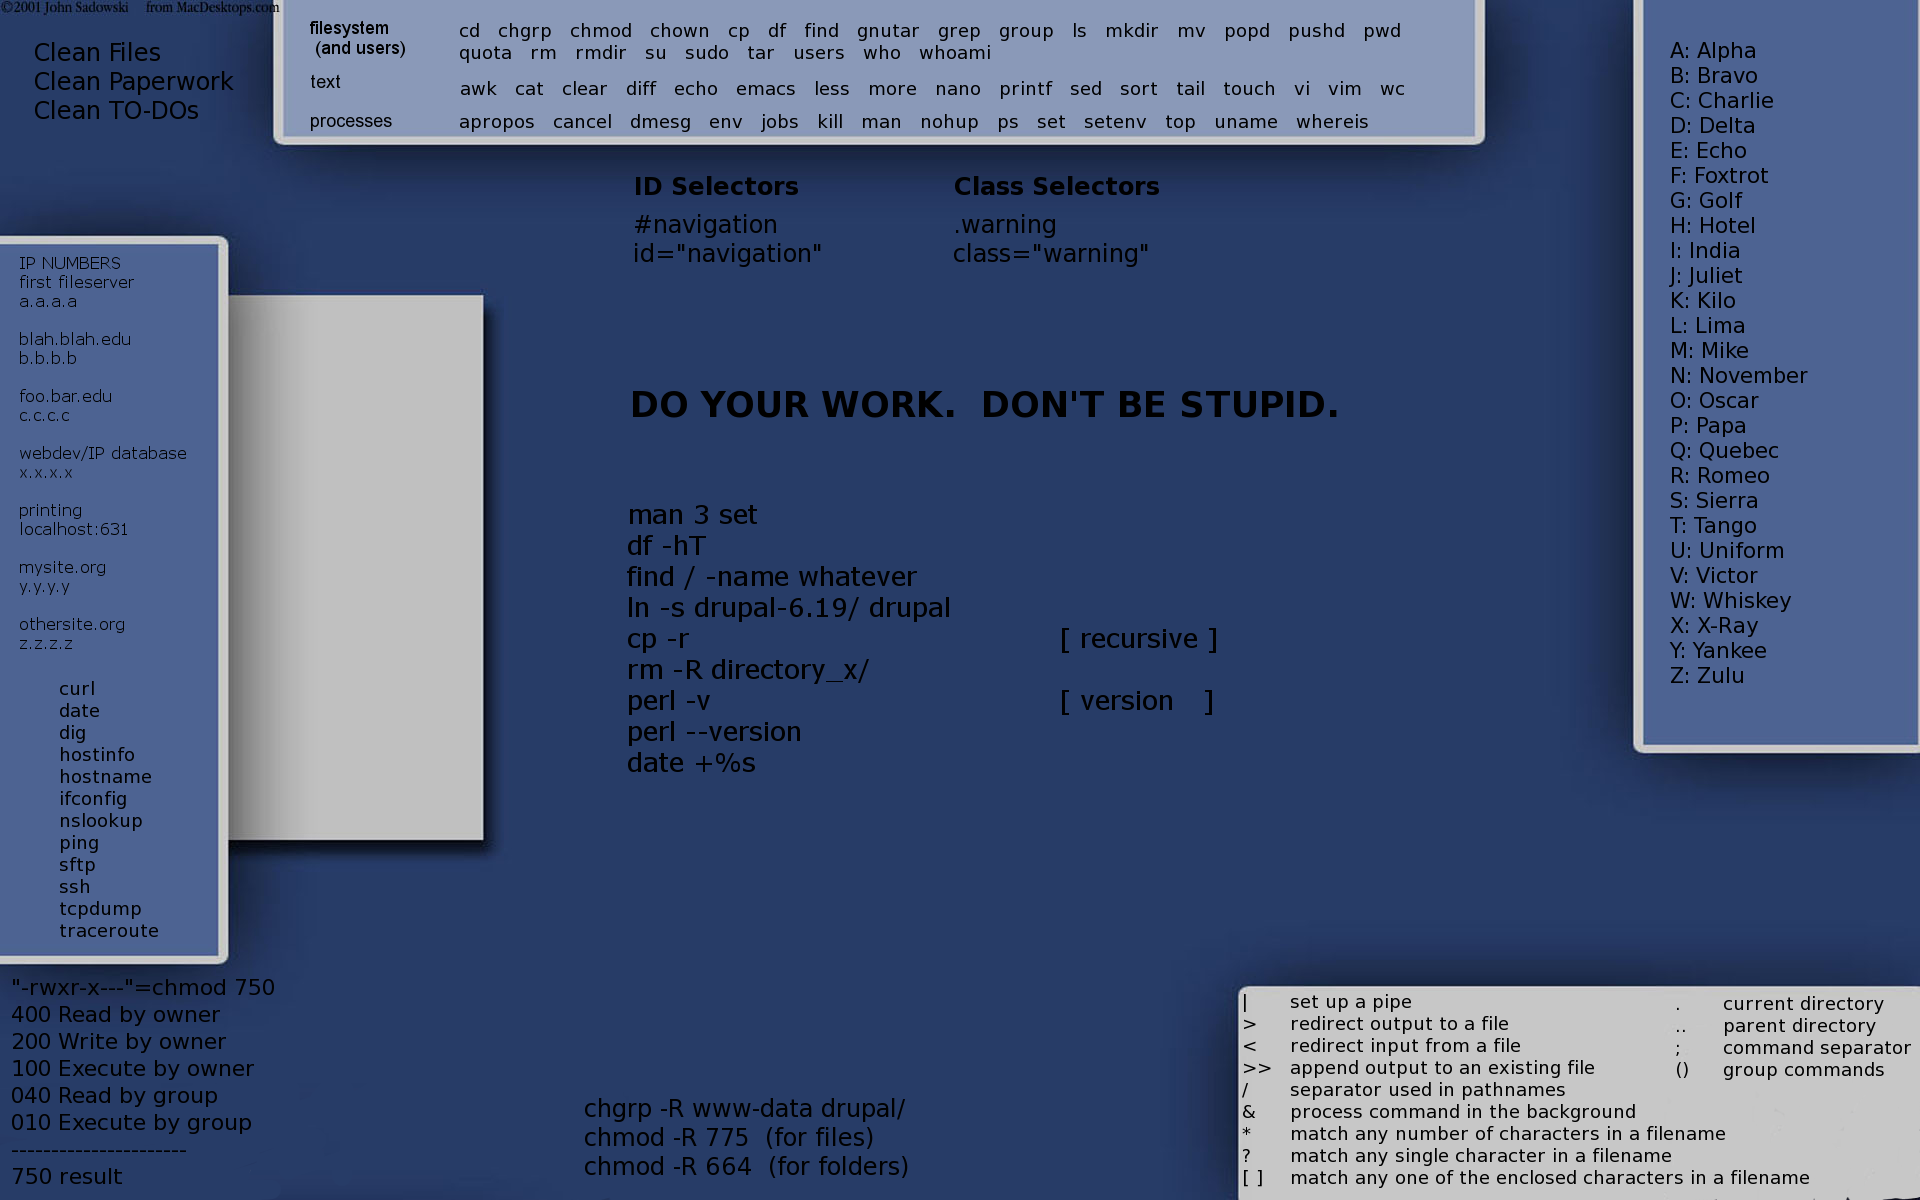 ©2001 John Sadowski from MacDesktops.com
Clean Files
Clean Paperwork
Clean TO-DOs
filesystem
(and users)
cd chgrp chmod chown cp df find gnutar grep group ls mkdir mv popd pushd pwd
quota rm rmdir su sudo tar users who whoami
text
awk cat clear diff echo emacs less more nano printf sed sort tail touch vi vim wc
processes
apropos cancel dmesg env jobs kill man nohup ps set setenv top uname whereis
ID Selectors
#navigation
id="navigation"
Class Selectors
.warning
class="warning"
A: Alpha
B: Bravo
C: Charlie
D: Delta
E: Echo
F: Foxtrot
G: Golf
H: Hotel
I: India
J: Juliet
K: Kilo
L: Lima
M: Mike
N: November
O: Oscar
P: Papa
Q: Quebec
R: Romeo
S: Sierra
T: Tango
U: Uniform
V: Victor
W: Whiskey
X: X-Ray
Y: Yankee
Z: Zulu
IP NUMBERS
first fileserver
a.a.a.a
blah.blah.edu
b.b.b.b
foo.bar.edu
c.c.c.c
webdev/IP database
x.x.x.x
printing
localhost:631
mysite.org
y.y.y.y
othersite.org
z.z.z.z
curl
date
dig
hostinfo
hostname
ifconfig
nslookup
ping
sftp
ssh
tcpdump
traceroute
DO YOUR WORK. DON'T BE STUPID.
man 3 set
df -hT
find / -name whatever
ln -s drupal-6.19/ drupal
cp -r [ recursive ]
rm -R directory_x/
perl -v [ version ]
perl --version
date +%s
"-rwxr-x---"=chmod 750
400 Read by owner
200 Write by owner
100 Execute by owner
040 Read by group
010 Execute by group
----------------------
750 result
chgrp -R www-data drupal/
chmod -R 775 (for files)
chmod -R 664 (for folders)
| set up a pipe
> redirect output to a file
< redirect input from a file
>> append output to an existing file
/ separator used in pathnames
& process command in the background
* match any number of characters in a filename
? match any single character in a filename
[ ] match any one of the enclosed characters in a filename
. current directory
.. parent directory
; command separator
() group commands